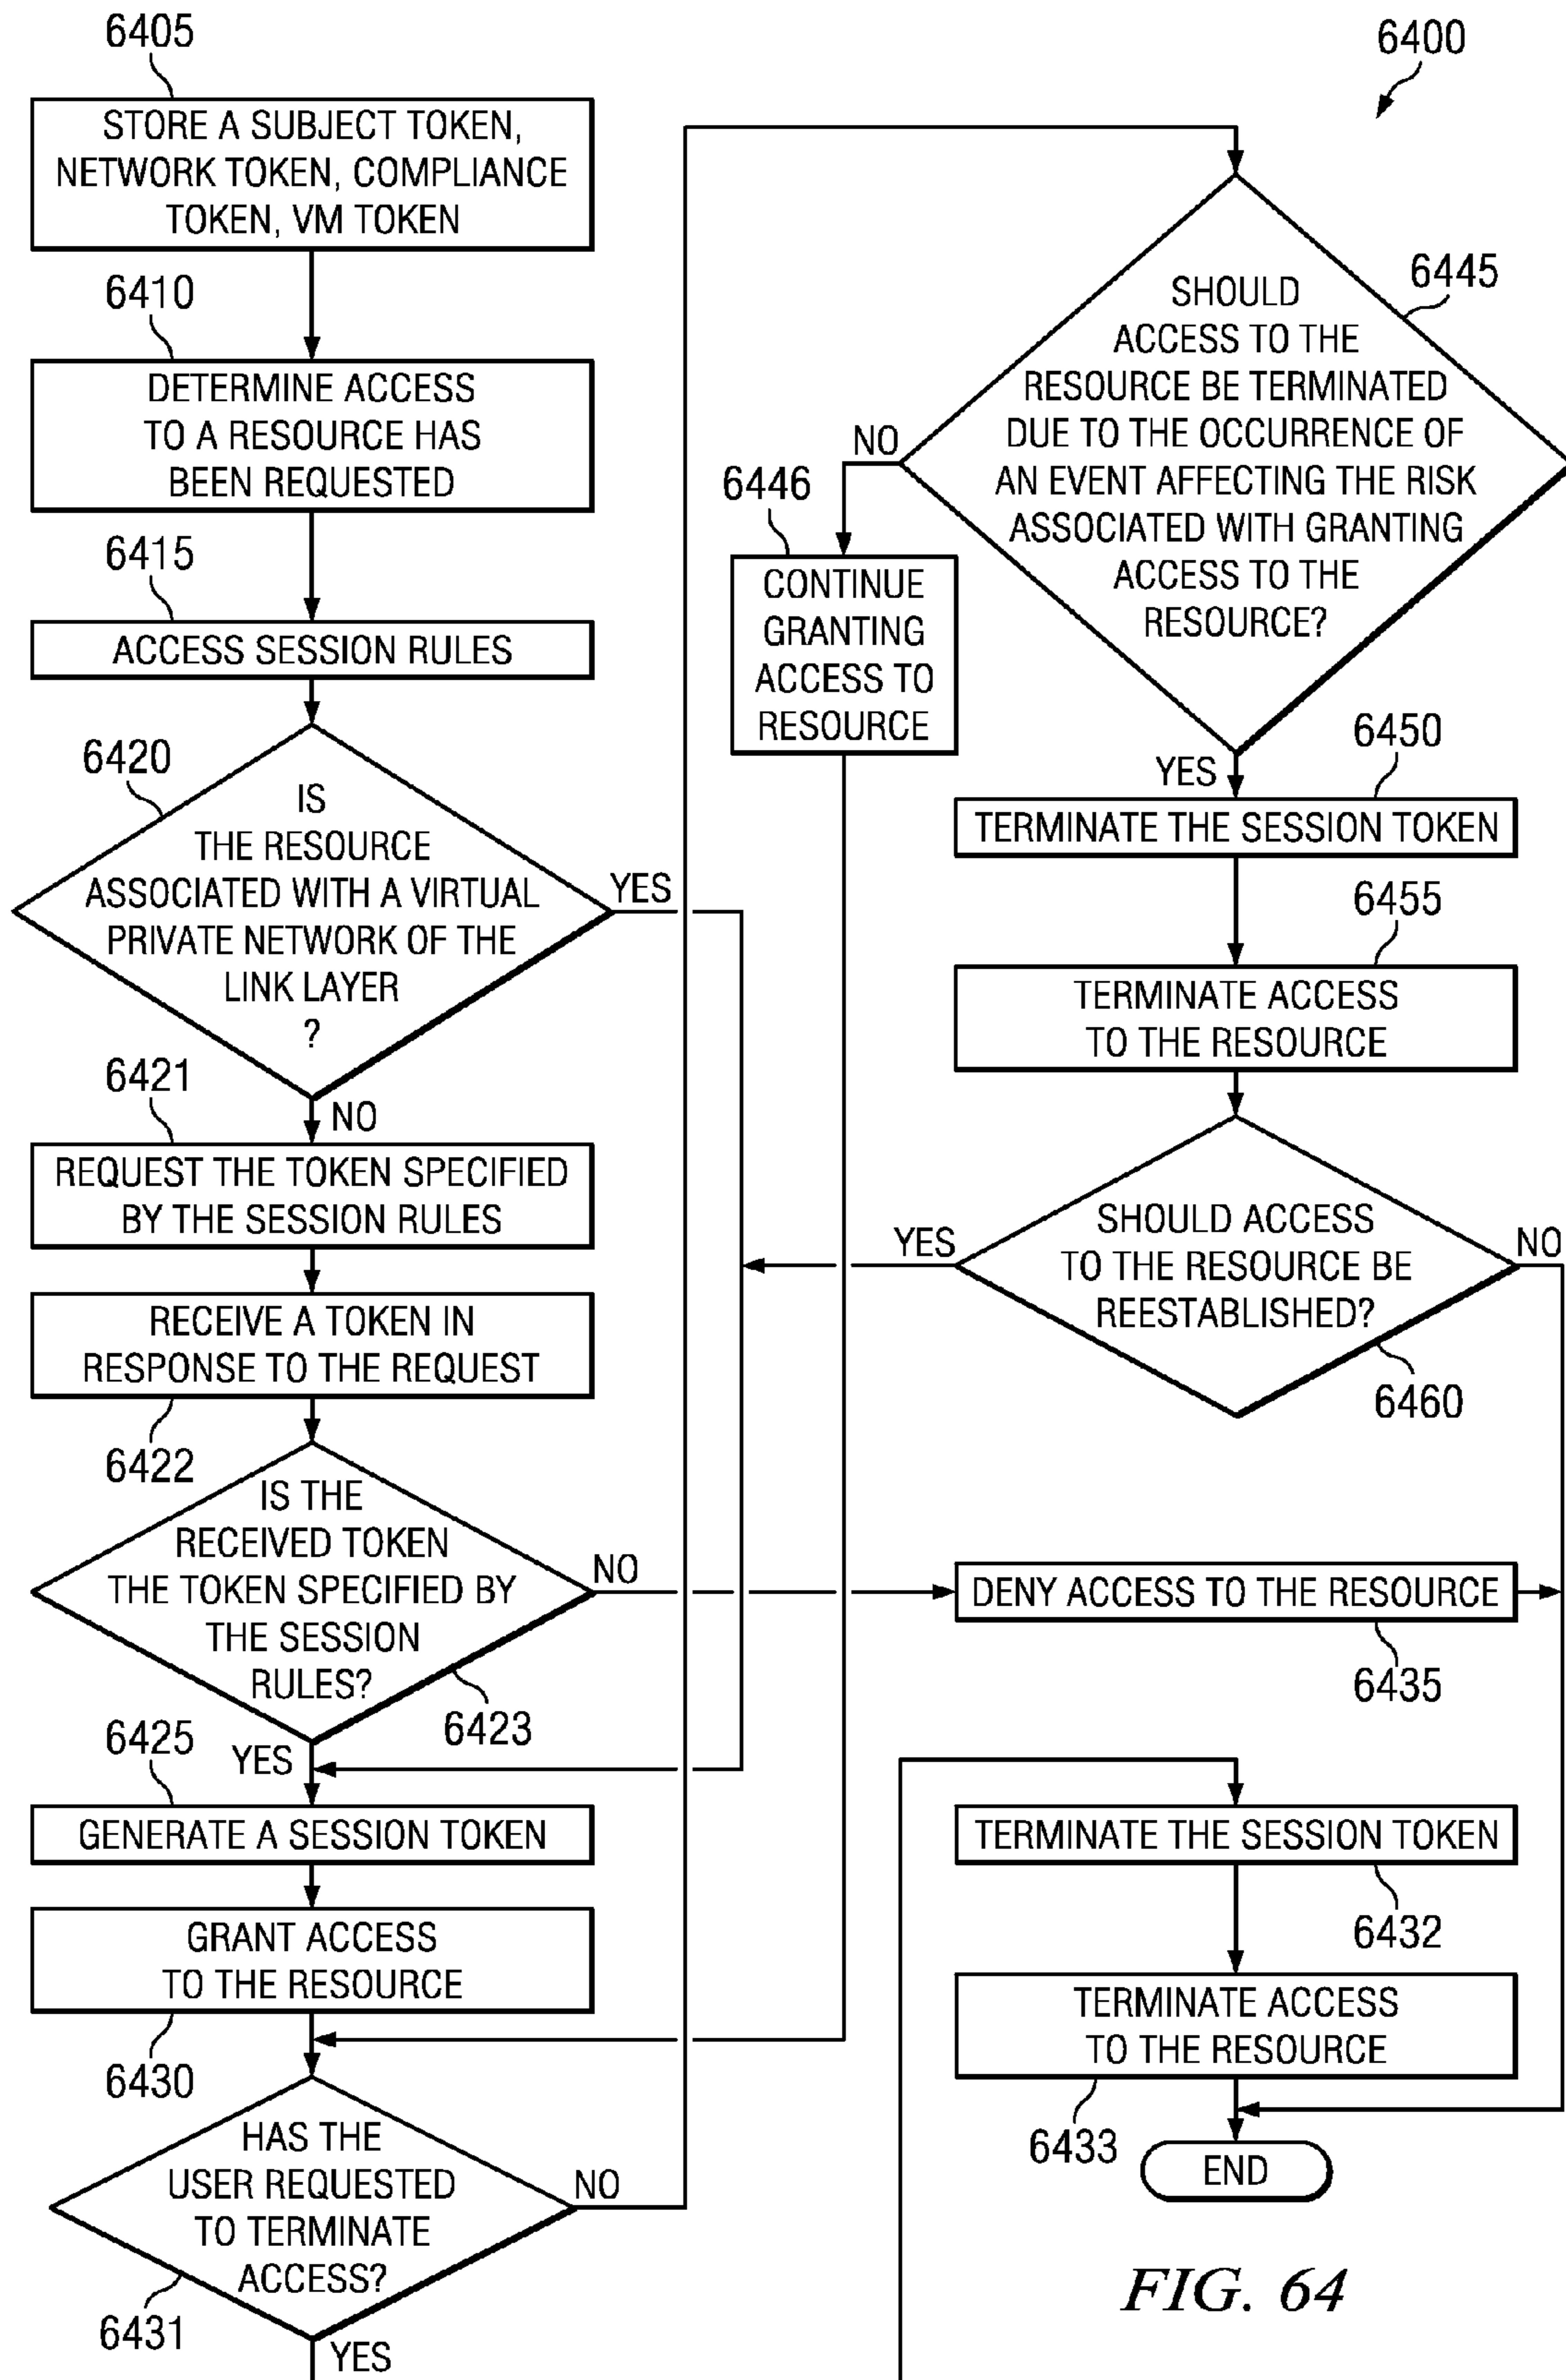 6405
STORE A SUBJECT TOKEN,
NETWORK TOKEN, COMPLIANCE
TOKEN, VM TOKEN
6410
DETERMINE ACCESS
TO A RESOURCE HAS
BEEN REQUESTED
6415
ACCESS SESSION RULES
6420
IS
THE RESOURCE
ASSOCIATED WITH A VIRTUAL
PRIVATE NETWORK OF THE
LINK LAYER
?
YES
NO
6421
REQUEST THE TOKEN SPECIFIED
BY THE SESSION RULES
RECEIVE A TOKEN IN
RESPONSE TO THE REQUEST
6422
IS THE
RECEIVED TOKEN
THE TOKEN SPECIFIED BY
THE SESSION
RULES?
NO
6423
YES
6425
GENERATE A SESSION TOKEN
GRANT ACCESS
TO THE RESOURCE
6430
HAS THE
USER REQUESTED
TO TERMINATE
ACCESS?
NO
6431
YES
6400
SHOULD
ACCESS TO THE
RESOURCE BE TERMINATED
DUE TO THE OCCURRENCE OF
AN EVENT AFFECTING THE RISK
ASSOCIATED WITH GRANTING
ACCESS TO THE
RESOURCE?
6445
NO
6446
CONTINUE
GRANTING
ACCESS TO
RESOURCE
YES
6450
TERMINATE THE SESSION TOKEN
6455
TERMINATE ACCESS
TO THE RESOURCE
SHOULD ACCESS
TO THE RESOURCE BE
REESTABLISHED?
YES
NO
6460
DENY ACCESS TO THE RESOURCE
6435
TERMINATE THE SESSION TOKEN
6432
TERMINATE ACCESS
TO THE RESOURCE
6433
END
FIG. 64